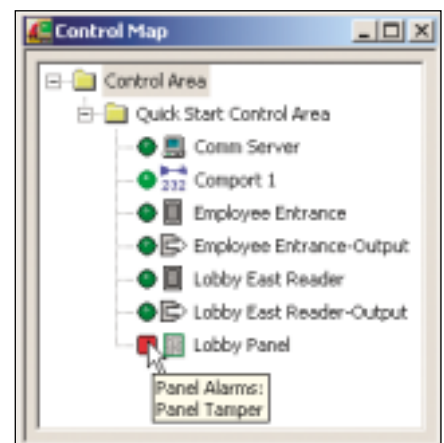 Control Map
Control Area
Quick Start Control Area
Comm Server
232 Comport 1
Employee Entrance
Employee Entrance-Output
Lobby East Reader
Lobby East Reader-Output
Lobby Panel
Panel Alarms:
Panel Tamper